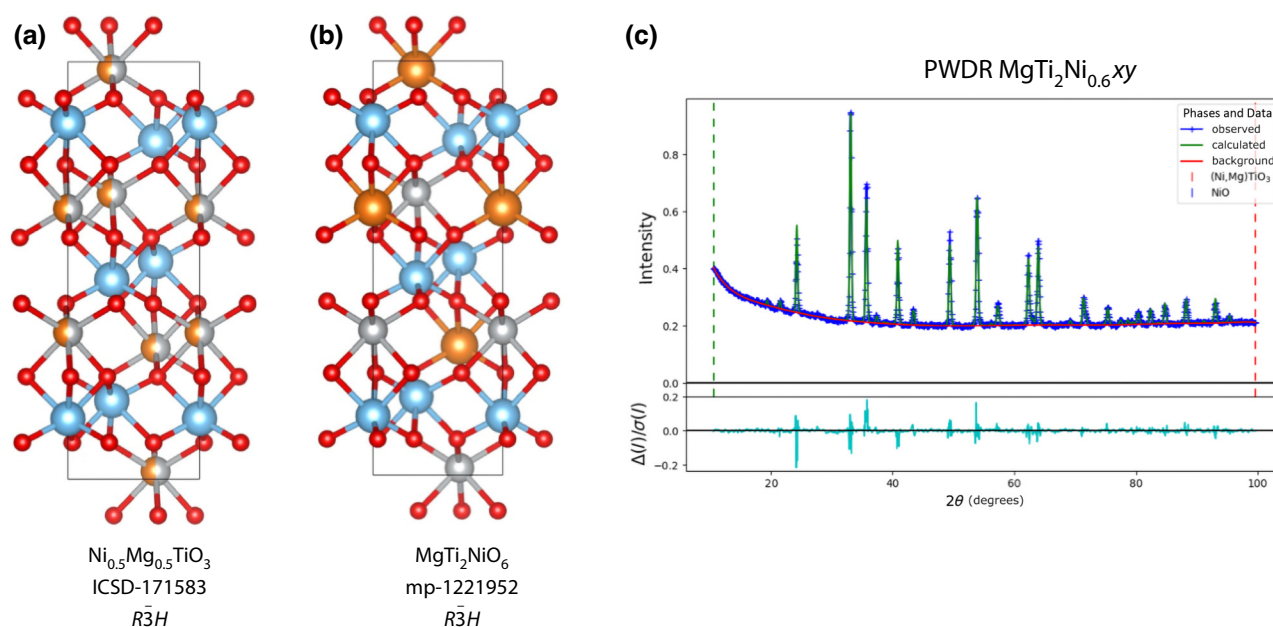 (a)
(b)
(c)
Ni0.5Mg0.5TiO3
ICSD-171583
R3̄H
MgTi2NiO6
mp-1221952
R3̄H
PWDR MgTi2Ni0.6xy
Phases and Data
observed
calculated
background
(Ni,Mg)TiO3
NiO
Intensity
0.8
0.6
0.4
0.2
0.0
Δ(I)/σ(I)
0.2
0.0
−0.2
20
40
60
80
100
2θ (degrees)